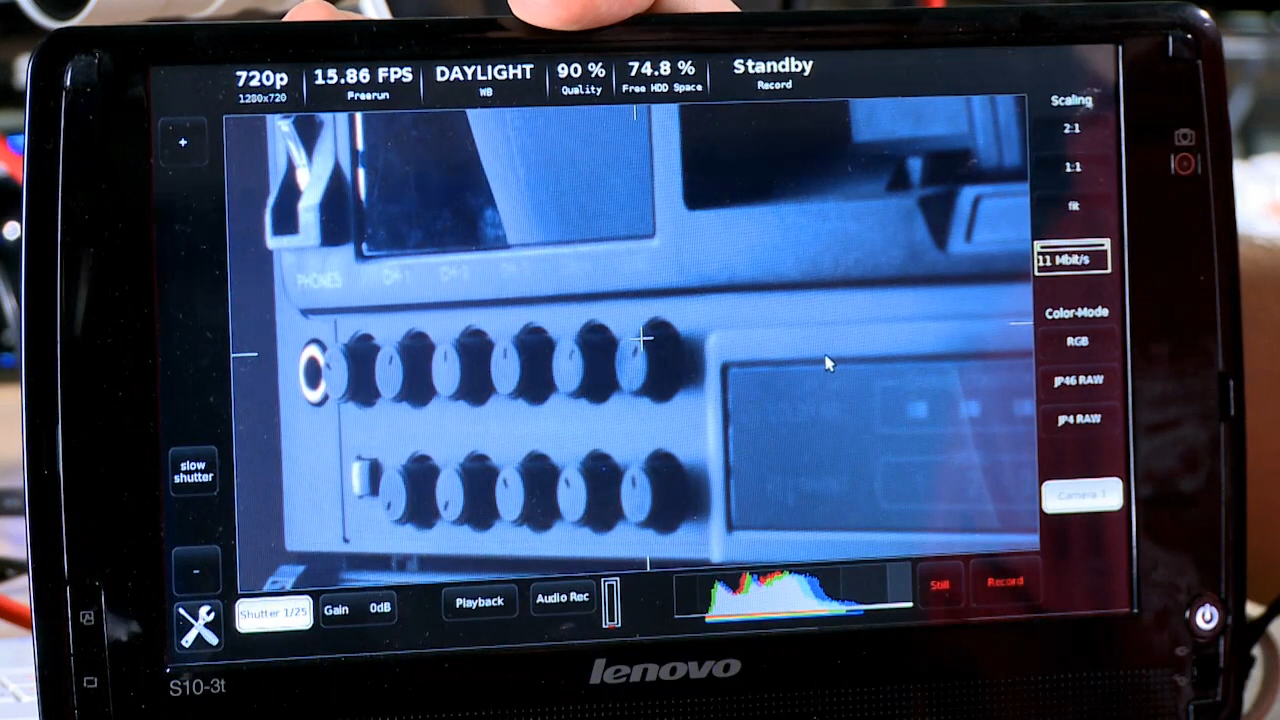 720p
1280x720
15.86 FPS
Freerun
DAYLIGHT
WB
90 %
Quality
74.8 %
Free HDD Space
Standby
Record
Scaling
2:1
1:1
fit
11 Mbit/s
Color-Mode
RGB
JP46 RAW
JP4 RAW
Camera 1
+
slow
shutter
-
PHONES
Shutter 1/25
Gain 0dB
Playback
Audio Rec
Still
Record
lenovo
S10-3t